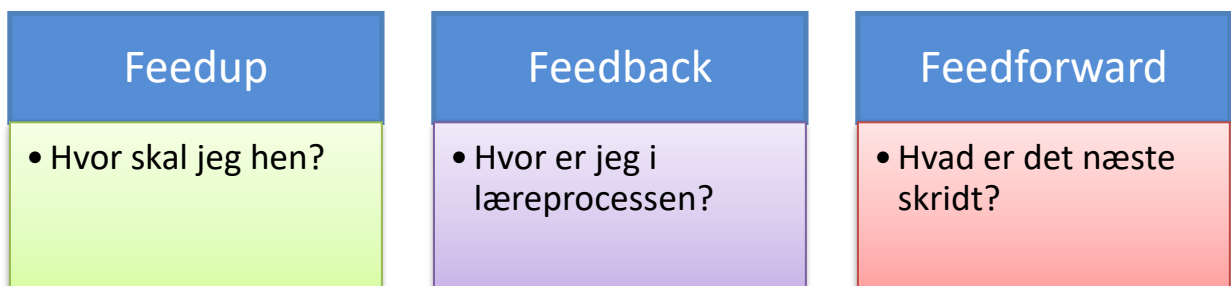 Feedup
• Hvor skal jeg hen?
Feedback
• Hvor er jeg i
læreprocessen?
Feedforward
• Hvad er det næste
skridt?